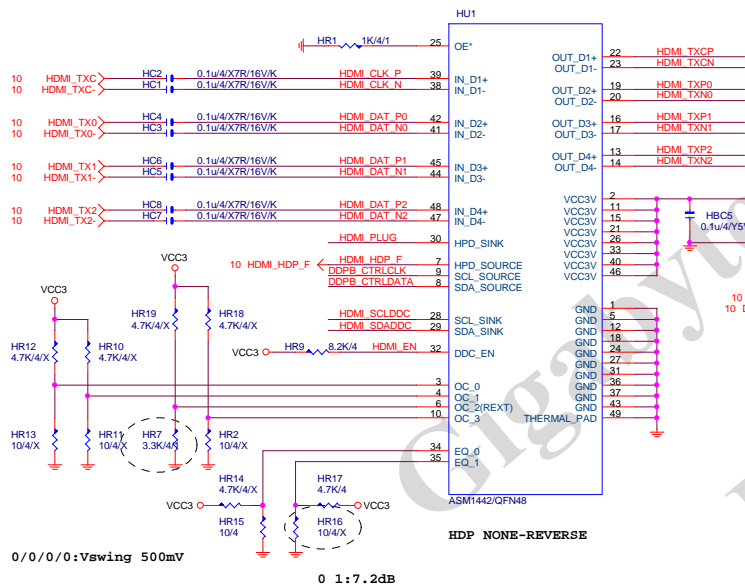 HU1
HR1 1K/4/1 25 OE*
OUT_D1+ 22 HDMI_TXCP
OUT_D1- 23 HDMI_TXCN
10 HDMI_TXC HC2 0.1u/4/X7R/16V/K HDMI_CLK_P 39 IN_D1+
10 HDMI_TXC- HC1 0.1u/4/X7R/16V/K HDMI_CLK_N 38 IN_D1-
OUT_D2+ 19 HDMI_TXP0
OUT_D2- 20 HDMI_TXN0
10 HDMI_TX0 HC4 0.1u/4/X7R/16V/K HDMI_DAT_P0 42 IN_D2+
10 HDMI_TX0- HC3 0.1u/4/X7R/16V/K HDMI_DAT_N0 41 IN_D2-
OUT_D3+ 16 HDMI_TXP1
OUT_D3- 17 HDMI_TXN1
10 HDMI_TX1 HC6 0.1u/4/X7R/16V/K HDMI_DAT_P1 45 IN_D3+
10 HDMI_TX1- HC5 0.1u/4/X7R/16V/K HDMI_DAT_N1 44 IN_D3-
OUT_D4+ 13 HDMI_TXP2
OUT_D4- 14 HDMI_TXN2
10 HDMI_TX2 HC8 0.1u/4/X7R/16V/K HDMI_DAT_P2 48 IN_D4+
10 HDMI_TX2- HC7 0.1u/4/X7R/16V/K HDMI_DAT_N2 47 IN_D4-
VCC3V 2
VCC3V 11
VCC3V 15
VCC3V 21
VCC3V 26
VCC3V 33
VCC3V 40
VCC3V 46
HBC5
0.1u/4/Y5V
HDMI_PLUG 30 HPD_SINK
10 HDMI_HDP_F HDMI_HDP_F 7 HPD_SOURCE
DDPB_CTRLCLK 9 SCL_SOURCE
DDPB_CTRLDATA 8 SDA_SOURCE
10
10
HDMI_SCLDDC 28 SCL_SINK
HDMI_SDADDC 29 SDA_SINK
VCC3 HR9 8.2K/4 HDMI_EN 32 DDC_EN
GND 1
GND 5
GND 12
GND 18
GND 24
GND 27
GND 31
GND 36
GND 37
GND 43
THERMAL_PAD 49
VCC3
VCC3
HR19 4.7K/4/X
HR18 4.7K/4/X
HR12 4.7K/4/X
HR10 4.7K/4/X
3 OC_0
4 OC_1
6 OC_2(REXT)
10 OC_3
HR13 10/4/X
HR11 10/4/X
HR7 3.3K/4/X
HR2 10/4/X
34 EQ_0
35 EQ_1
VCC3 HR14 4.7K/4/X
HR17 4.7K/4 VCC3
HR15 10/4
HR16 10/4/X
ASM1442/QFN48
HDP NONE-REVERSE
0/0/0/0:Vswing 500mV
0 1:7.2dB
Gigabyte